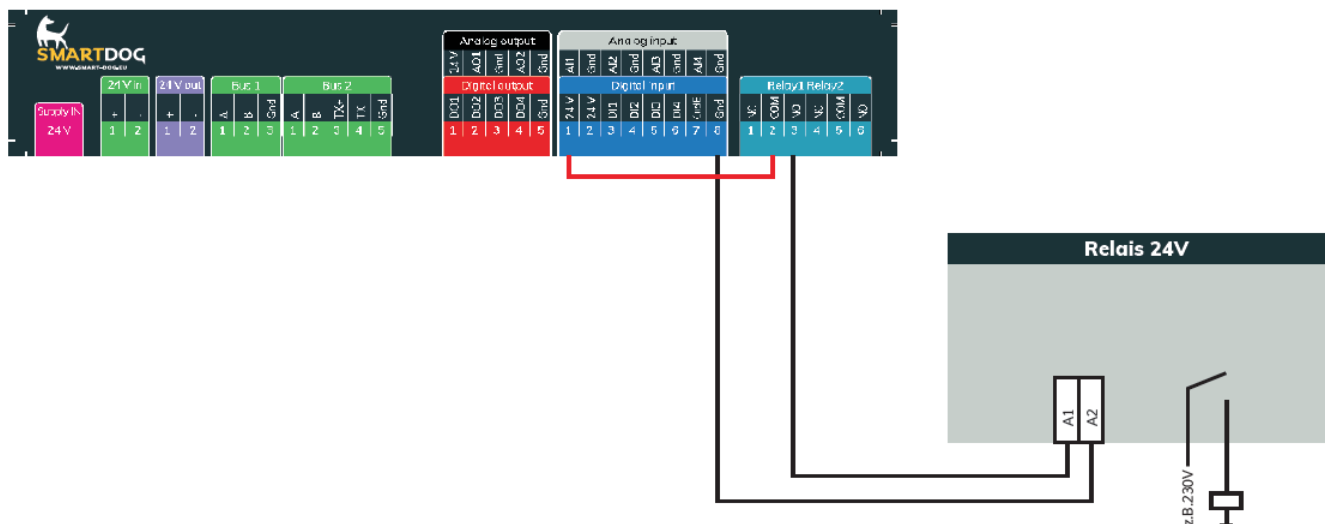 SMARTDOG
WWW.SMART-DOG.EU
Supply IN
24 V
24 V in
+ -
1 2
24 V out
+ -
1 2
Bus 1
A B Gnd
1 2 3
Bus 2
A B TX+ TX- Gnd
1 2 3 4 5
Analog output
24 V AO1 Gnd AO2 Gnd
Digital output
DO1 DO2 DO3 DO4 Gnd
1 2 3 4 5
Analog input
AI1 Gnd AI2 Gnd AI3 Gnd AI4 Gnd
Digital input
24 V 24 V DI1 DI2 DI3 DI4 Gnd
1 2 3 4 5 6 7 8
Relay1 Relay2
NC COM NO NC COM NO
1 2 3 4 5 6
Relais 24V
A1 A2
z.B.230V